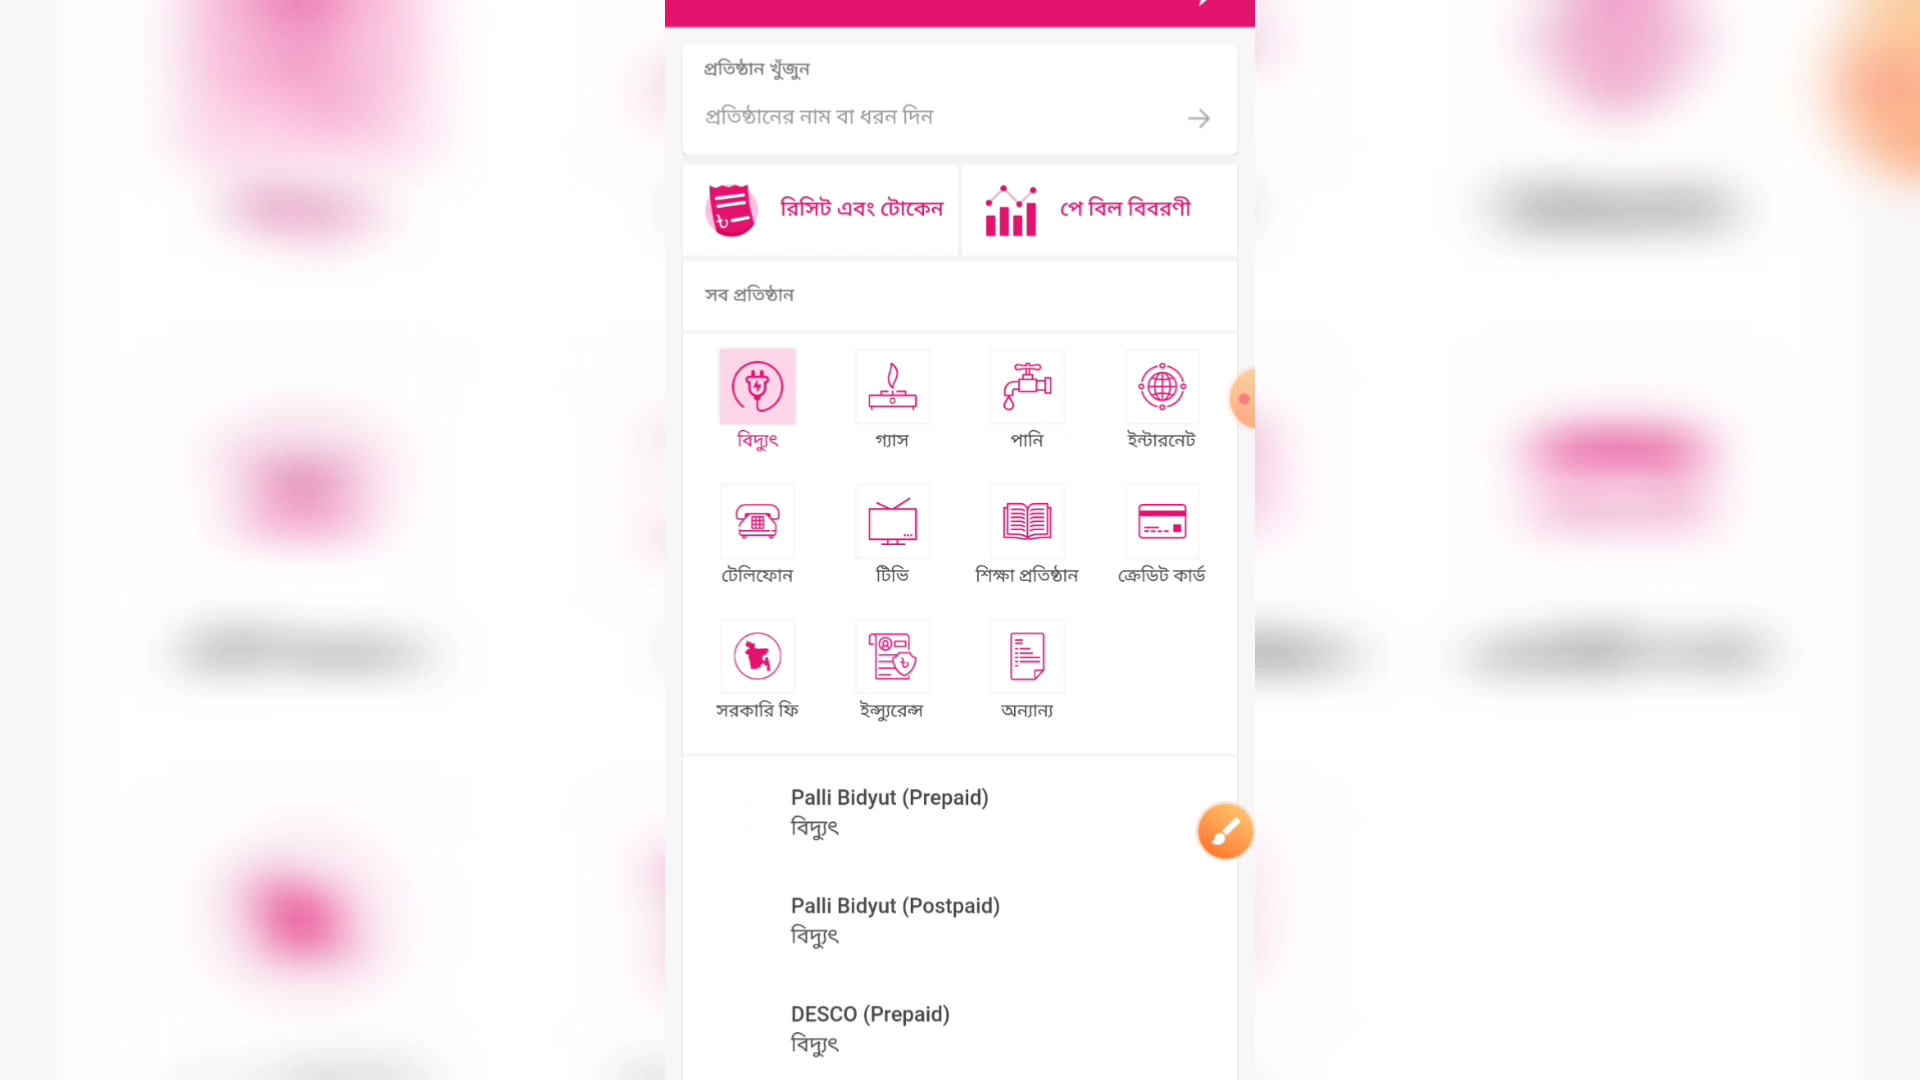 প্রতিষ্ঠান খুঁজুন
প্রতিষ্ঠানের নাম বা ধরন দিন
রিসিট এবং টোকেন
পে বিল বিবরণী
সব প্রতিষ্ঠান
বিদ্যুৎ
গ্যাস
পানি
ইন্টারনেট
টেলিফোন
টিভি
শিক্ষা প্রতিষ্ঠান
ক্রেডিট কার্ড
সরকারি ফি
ইন্স্যুরেন্স
অন্যান্য
Palli Bidyut (Prepaid)
বিদ্যুৎ
Palli Bidyut (Postpaid)
বিদ্যুৎ
DESCO (Prepaid)
বিদ্যুৎ